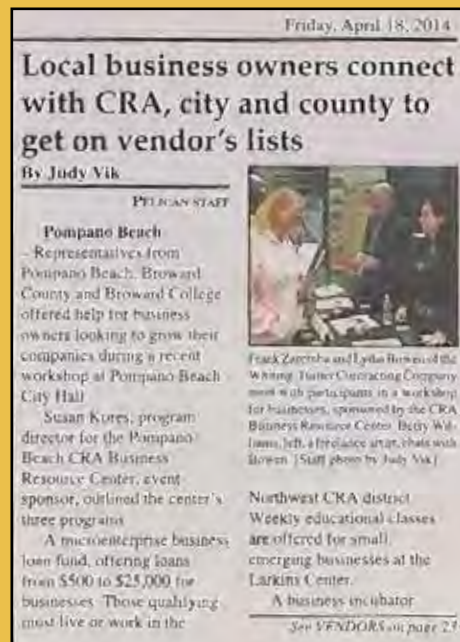 Friday, April 18, 2014
Local business owners connect
with CRA, city and county to
get on vendor's lists
By Judy Vik
PELICAN STAFF
Pompano Beach
- Representatives from
Pompano Beach, Broward
County and Broward College
offered help for business
owners looking to grow their
companies during a recent
workshop at Pompano Beach
City Hall
Susan Kores, program
director for the Pompano
Beach CRA Business
Resource Center, event
sponsor, outlined the center's
three programs
A microenterprise business
loan fund, offering loans
from $500 to $25,000 for
businesses. Those qualifying
must live or work in the
Frank and Lydia Bowen of the
Whiting-Turner Contracting Company
meet with participants in a workshop
for businesses, sponsored by the CRA
Business Resource Center. Betty Wil-
liams, left, a freelance artist, chats with
Bowen. [Staff photo by Judy Vik]
Northwest CRA district.
Weekly educational classes
are offered for small,
emerging businesses at the
Larkins Center.
A business incubator
See VENDORS on page 23